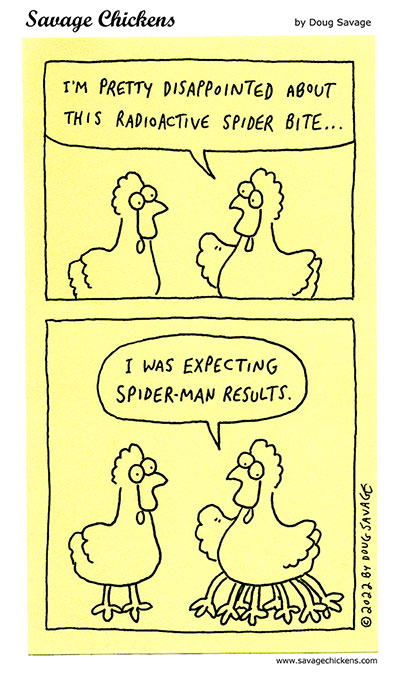 Savage Chickens
by Doug Savage
I'M PRETTY DISAPPOINTED ABOUT
THIS RADIOACTIVE SPIDER BITE...
I WAS EXPECTING
SPIDER-MAN RESULTS.
© 2022 BY DOUG SAVAGE
www.savagechickens.com